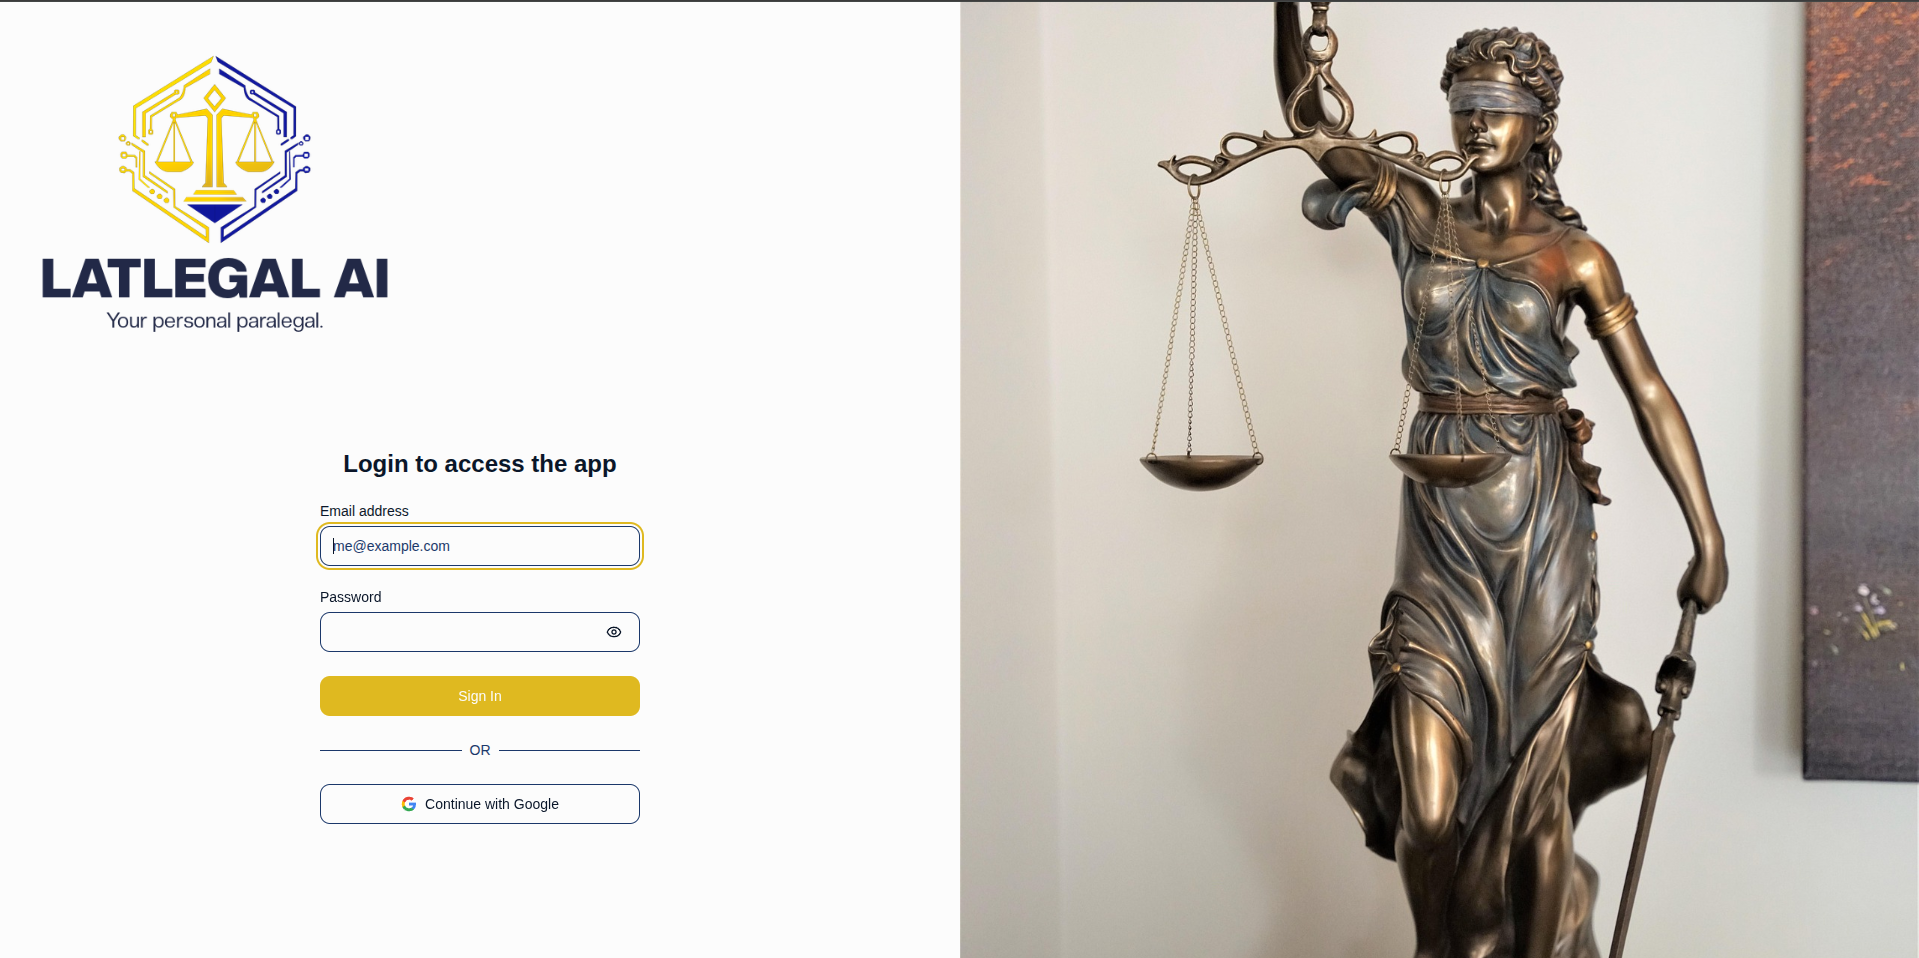 LATLEGAL AI
Your personal paralegal.
Login to access the app
Email address
me@example.com
Password
Sign In
OR
Continue with Google